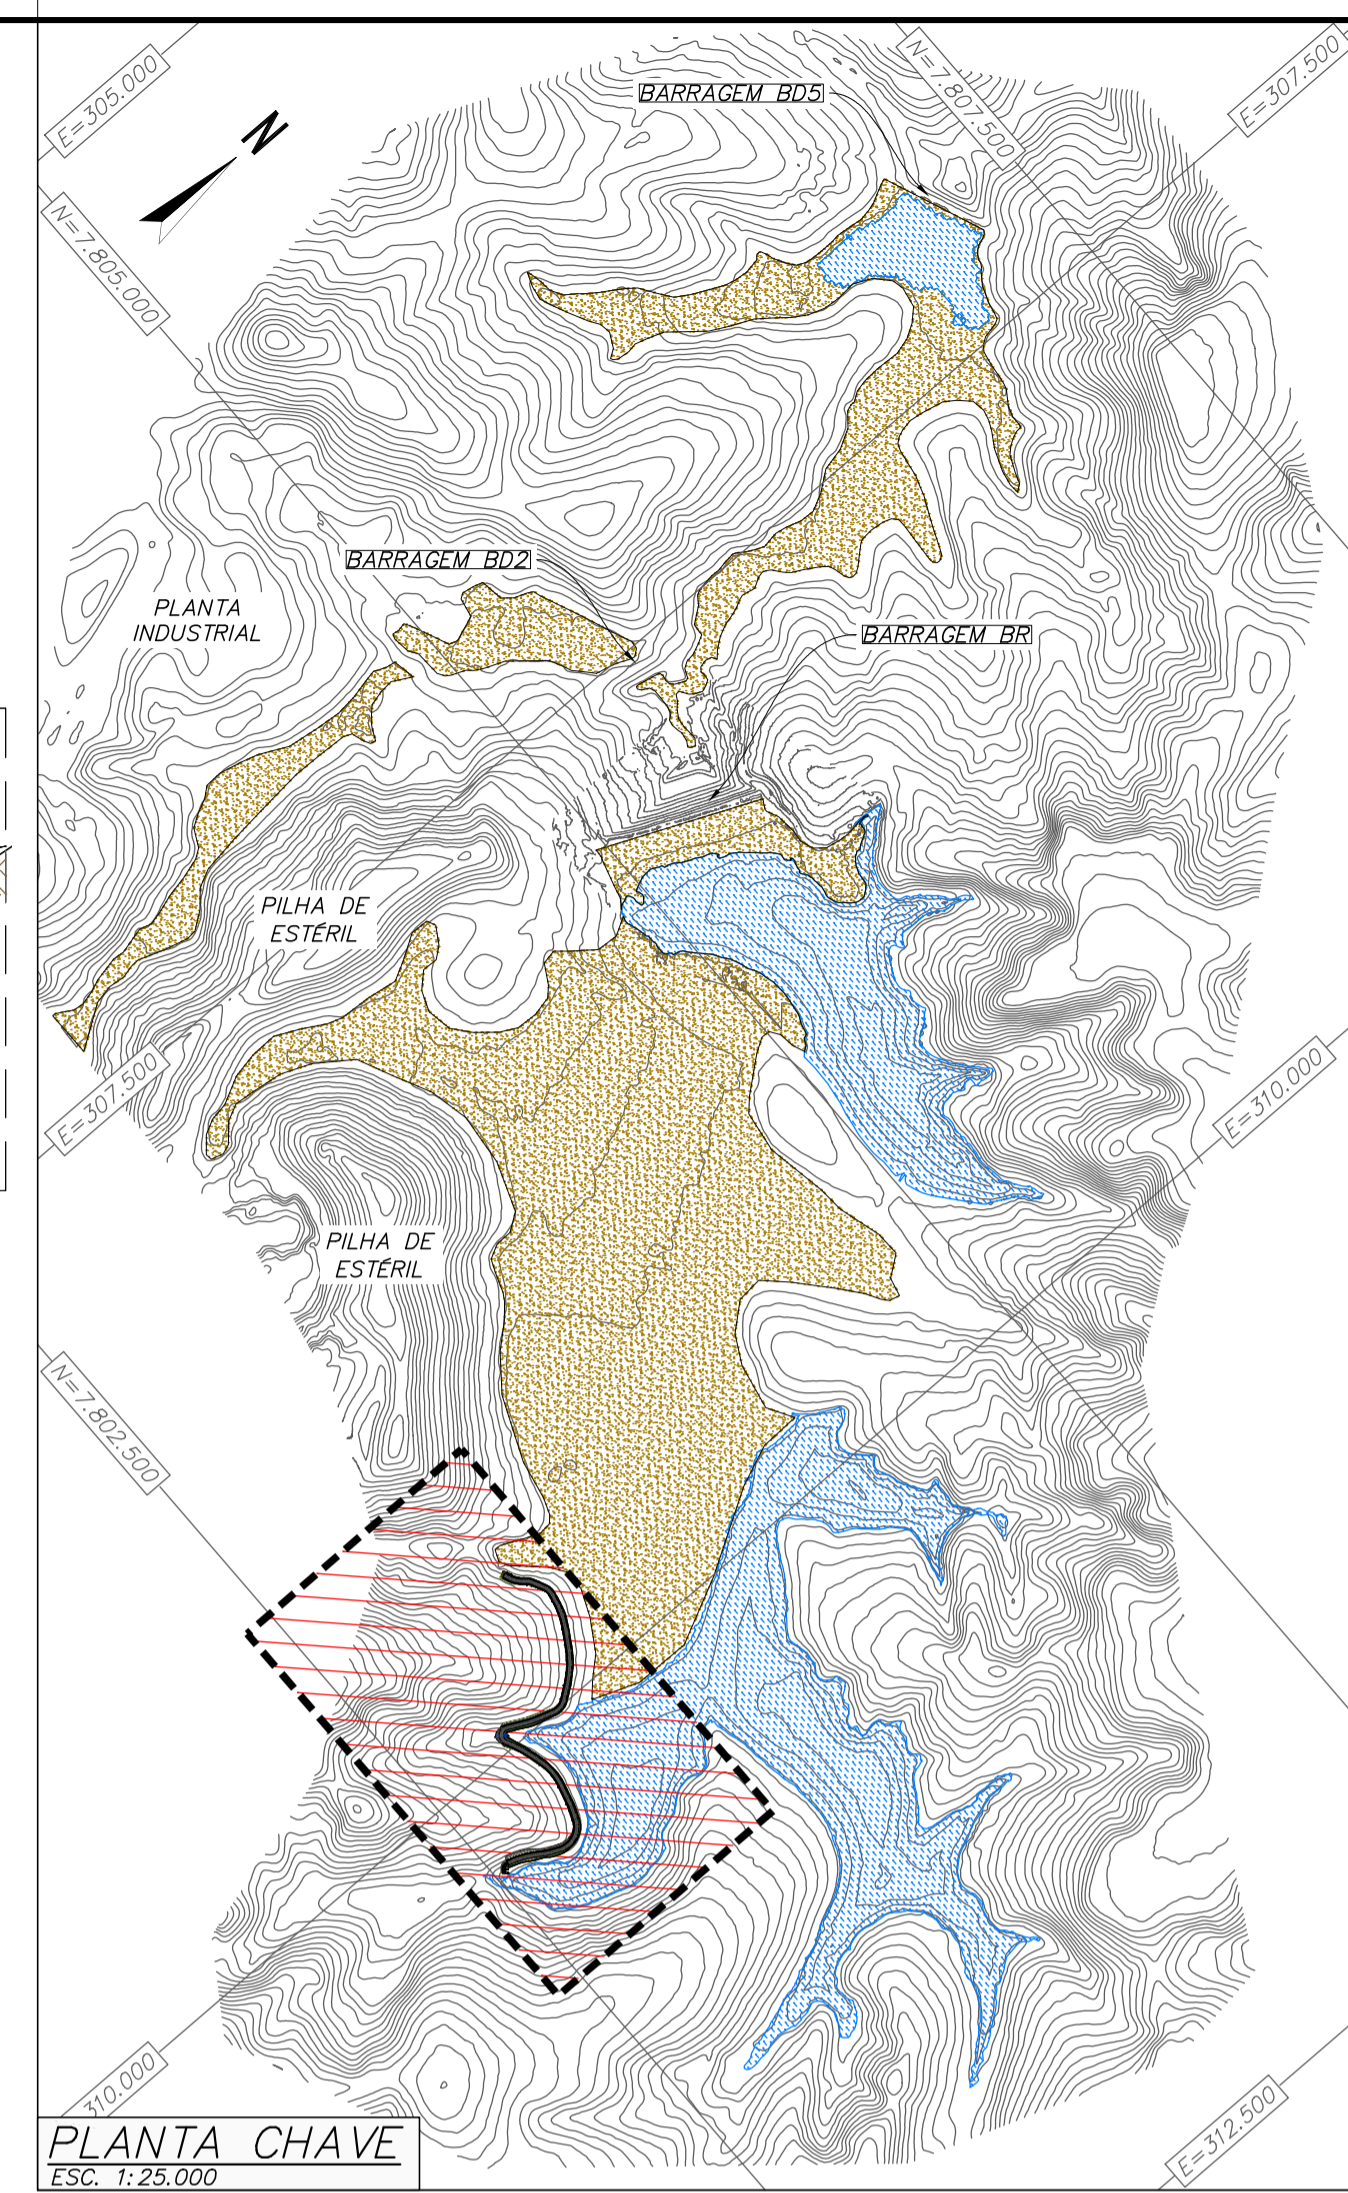 E=305.000
N
N=7.807.500
E=307.500
BARRAGEM BD5
N=7.805.000
BARRAGEM BD2
PLANTA
INDUSTRIAL
BARRAGEM BR
PILHA DE
ESTÉRIL
E=307.500
E=310.000
PILHA DE
ESTÉRIL
N=7.802.500
310.000
E=312.500
PLANTA CHAVE
ESC. 1:25.000